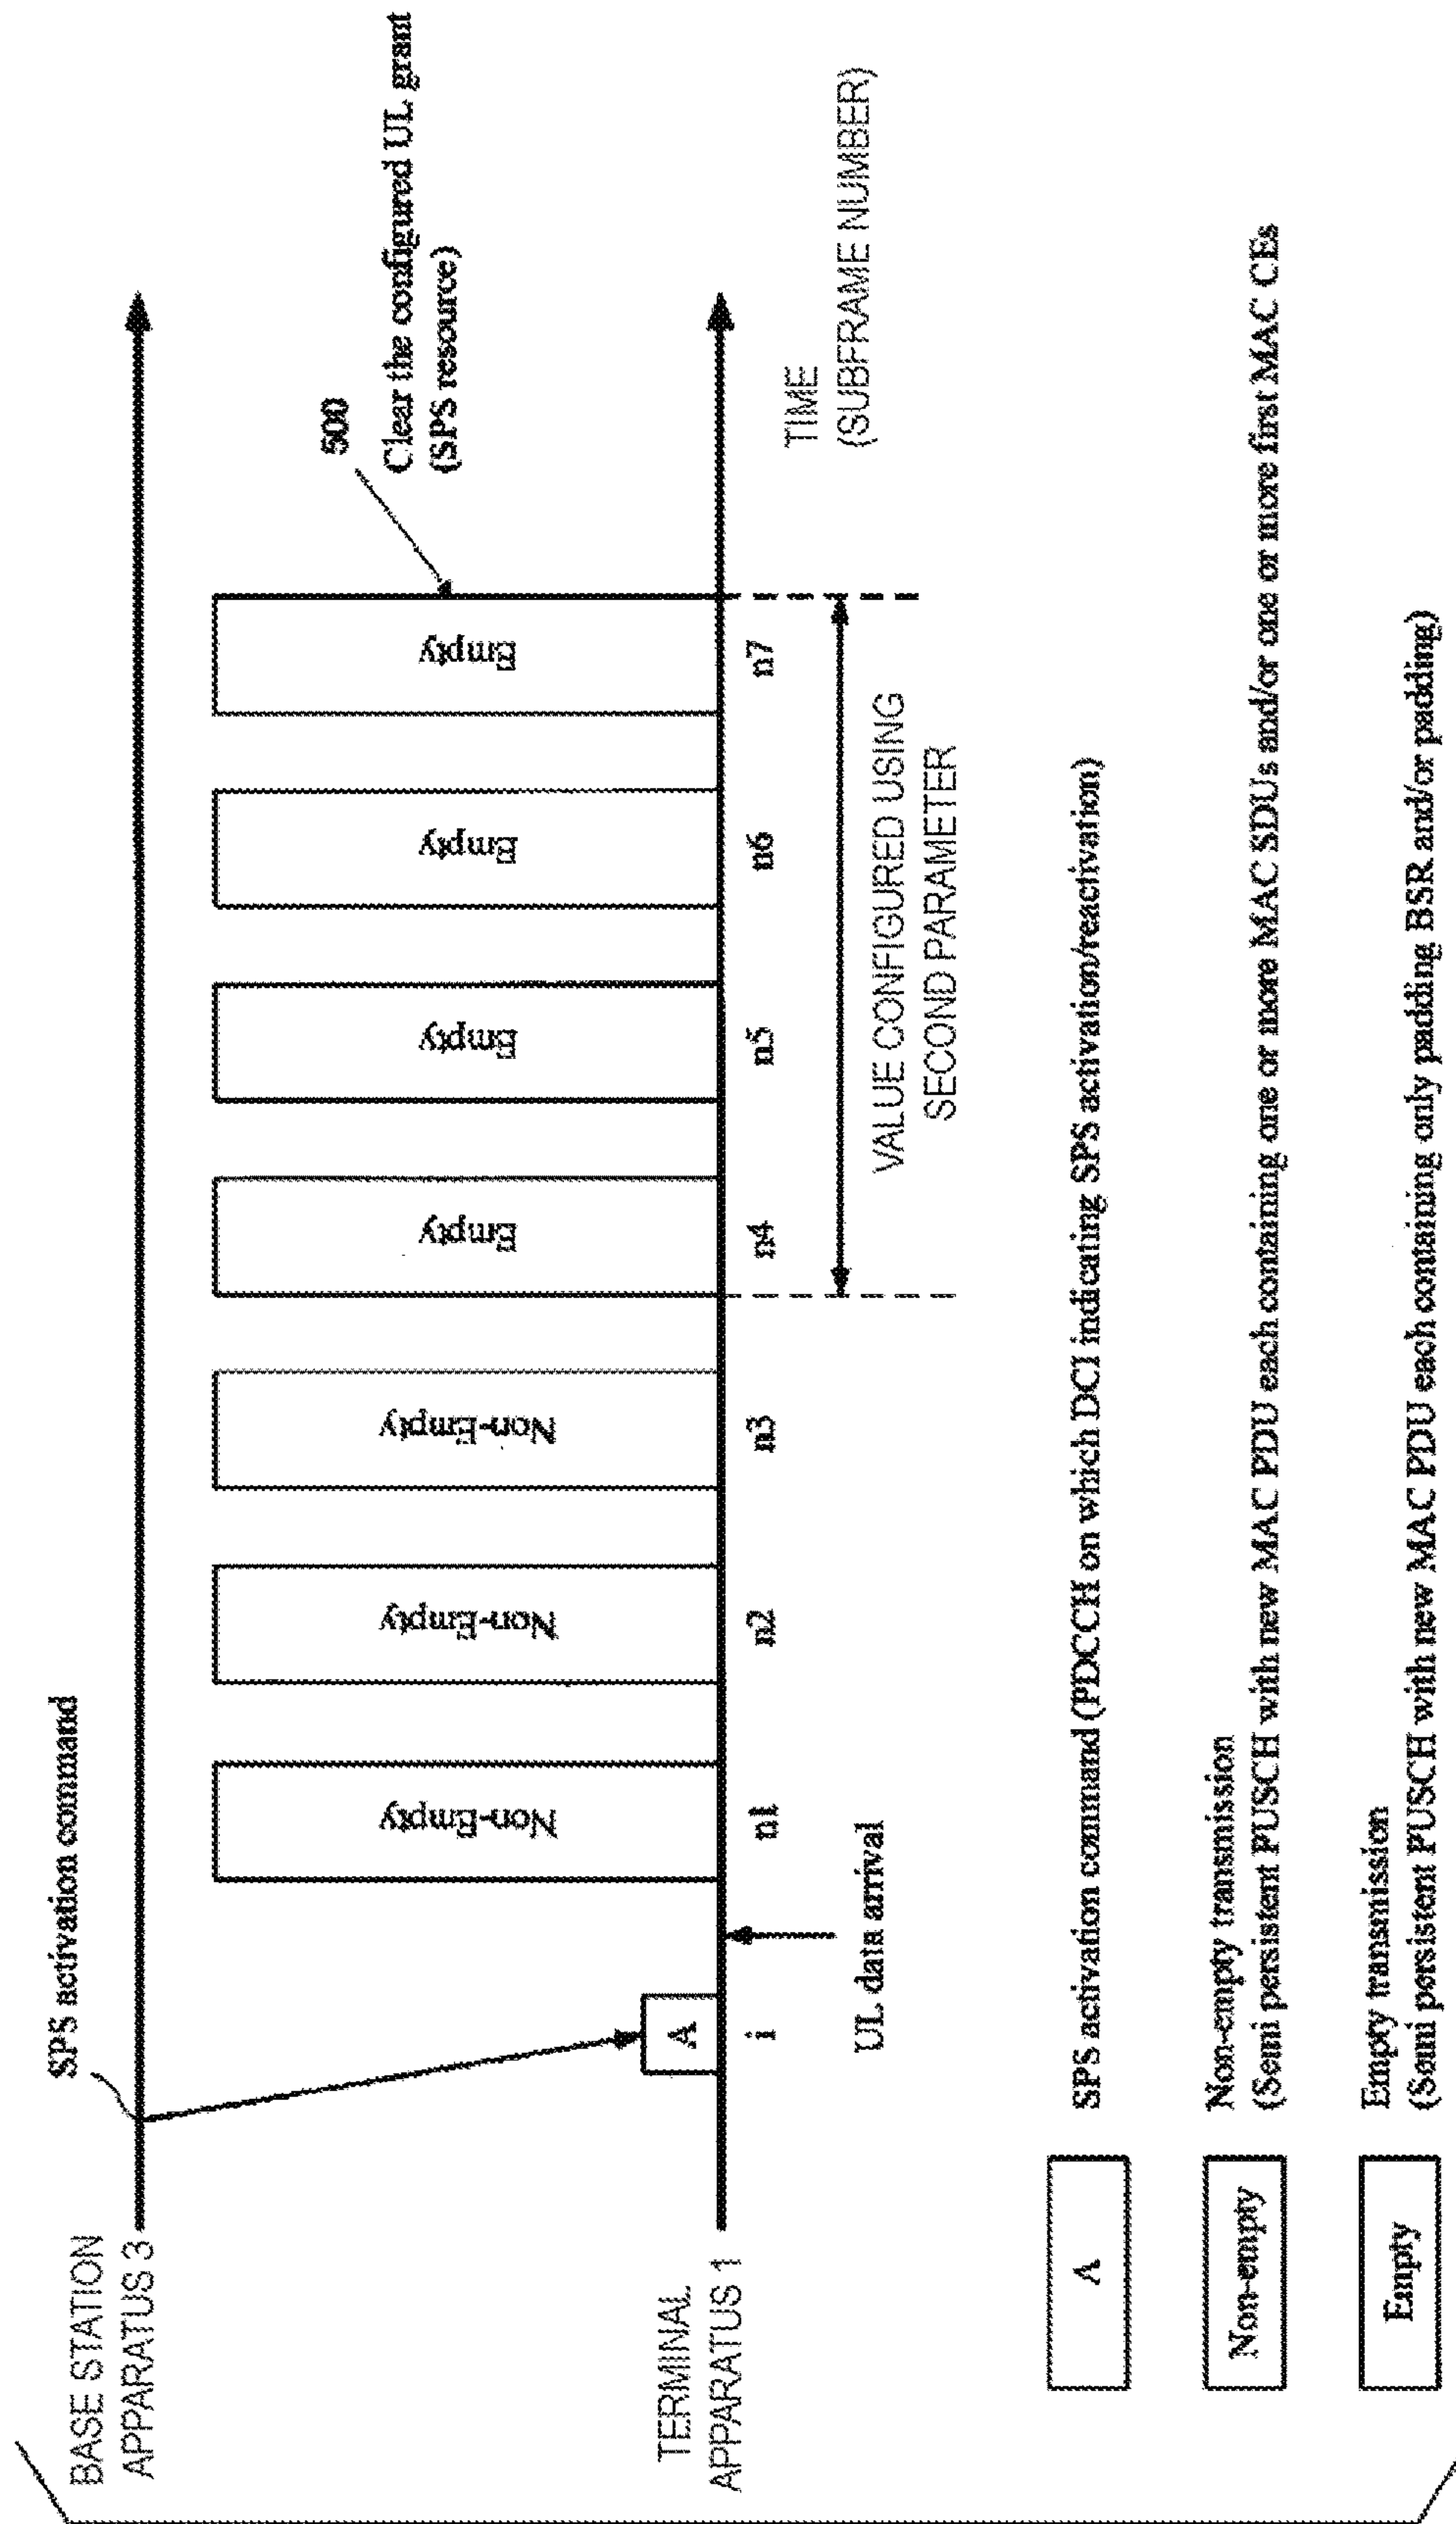 BASE STATION
APPARATUS 3
SPS activation command
500
Clear the configured UL grant
(SPS resource)
Non-Empty
Non-Empty
Non-Empty
Empty
Empty
Empty
Empty
A
TERMINAL
APPARATUS 1
i
n1
n2
n3
n4
n5
n6
n7
UL data arrival
VALUE CONFIGURED USING
SECOND PARAMETER
TIME
(SUBFRAME NUMBER)
A
SPS activation command (PDCCH on which DCI indicating SPS activation/reactivation)
Non-empty
Non-empty transmission
(Semi persistent PUSCH with new MAC PDU each containing one or more MAC SDUs and/or one or more first MAC CEs
Empty
Empty transmission
(Semi persistent PUSCH with new MAC PDU each containing only padding BSR and/or padding)